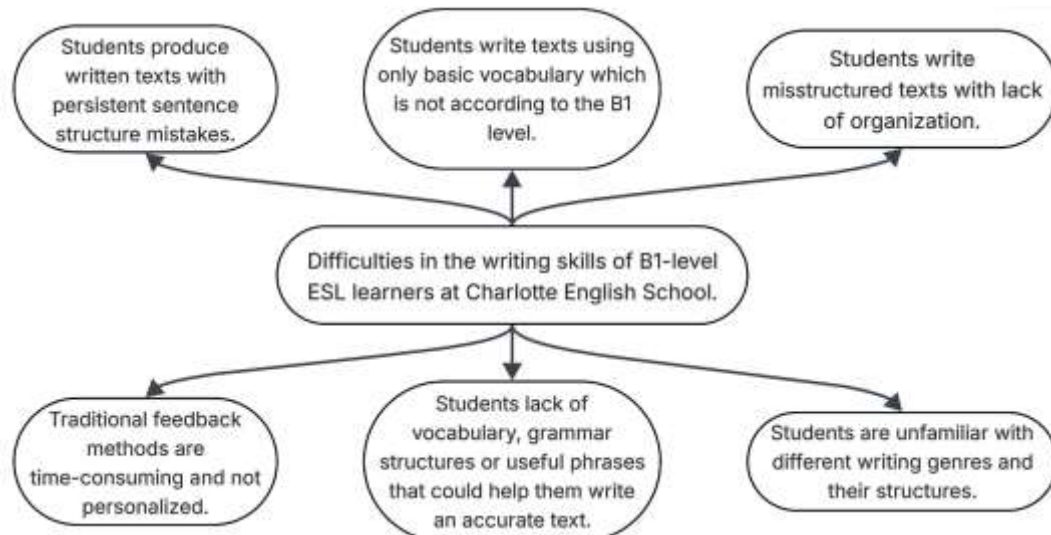 Students produce
written texts with
persistent sentence
structure mistakes.
Students write texts using
only basic vocabulary which
is not according to the B1
level.
Students write
misstructured texts with lack
of organization.
Difficulties in the writing skills of B1-level
ESL learners at Charlotte English School.
Traditional feedback
methods are
time-consuming and not
personalized.
Students lack of
vocabulary, grammar
structures or useful phrases
that could help them write
an accurate text.
Students are unfamiliar with
different writing genres and
their structures.